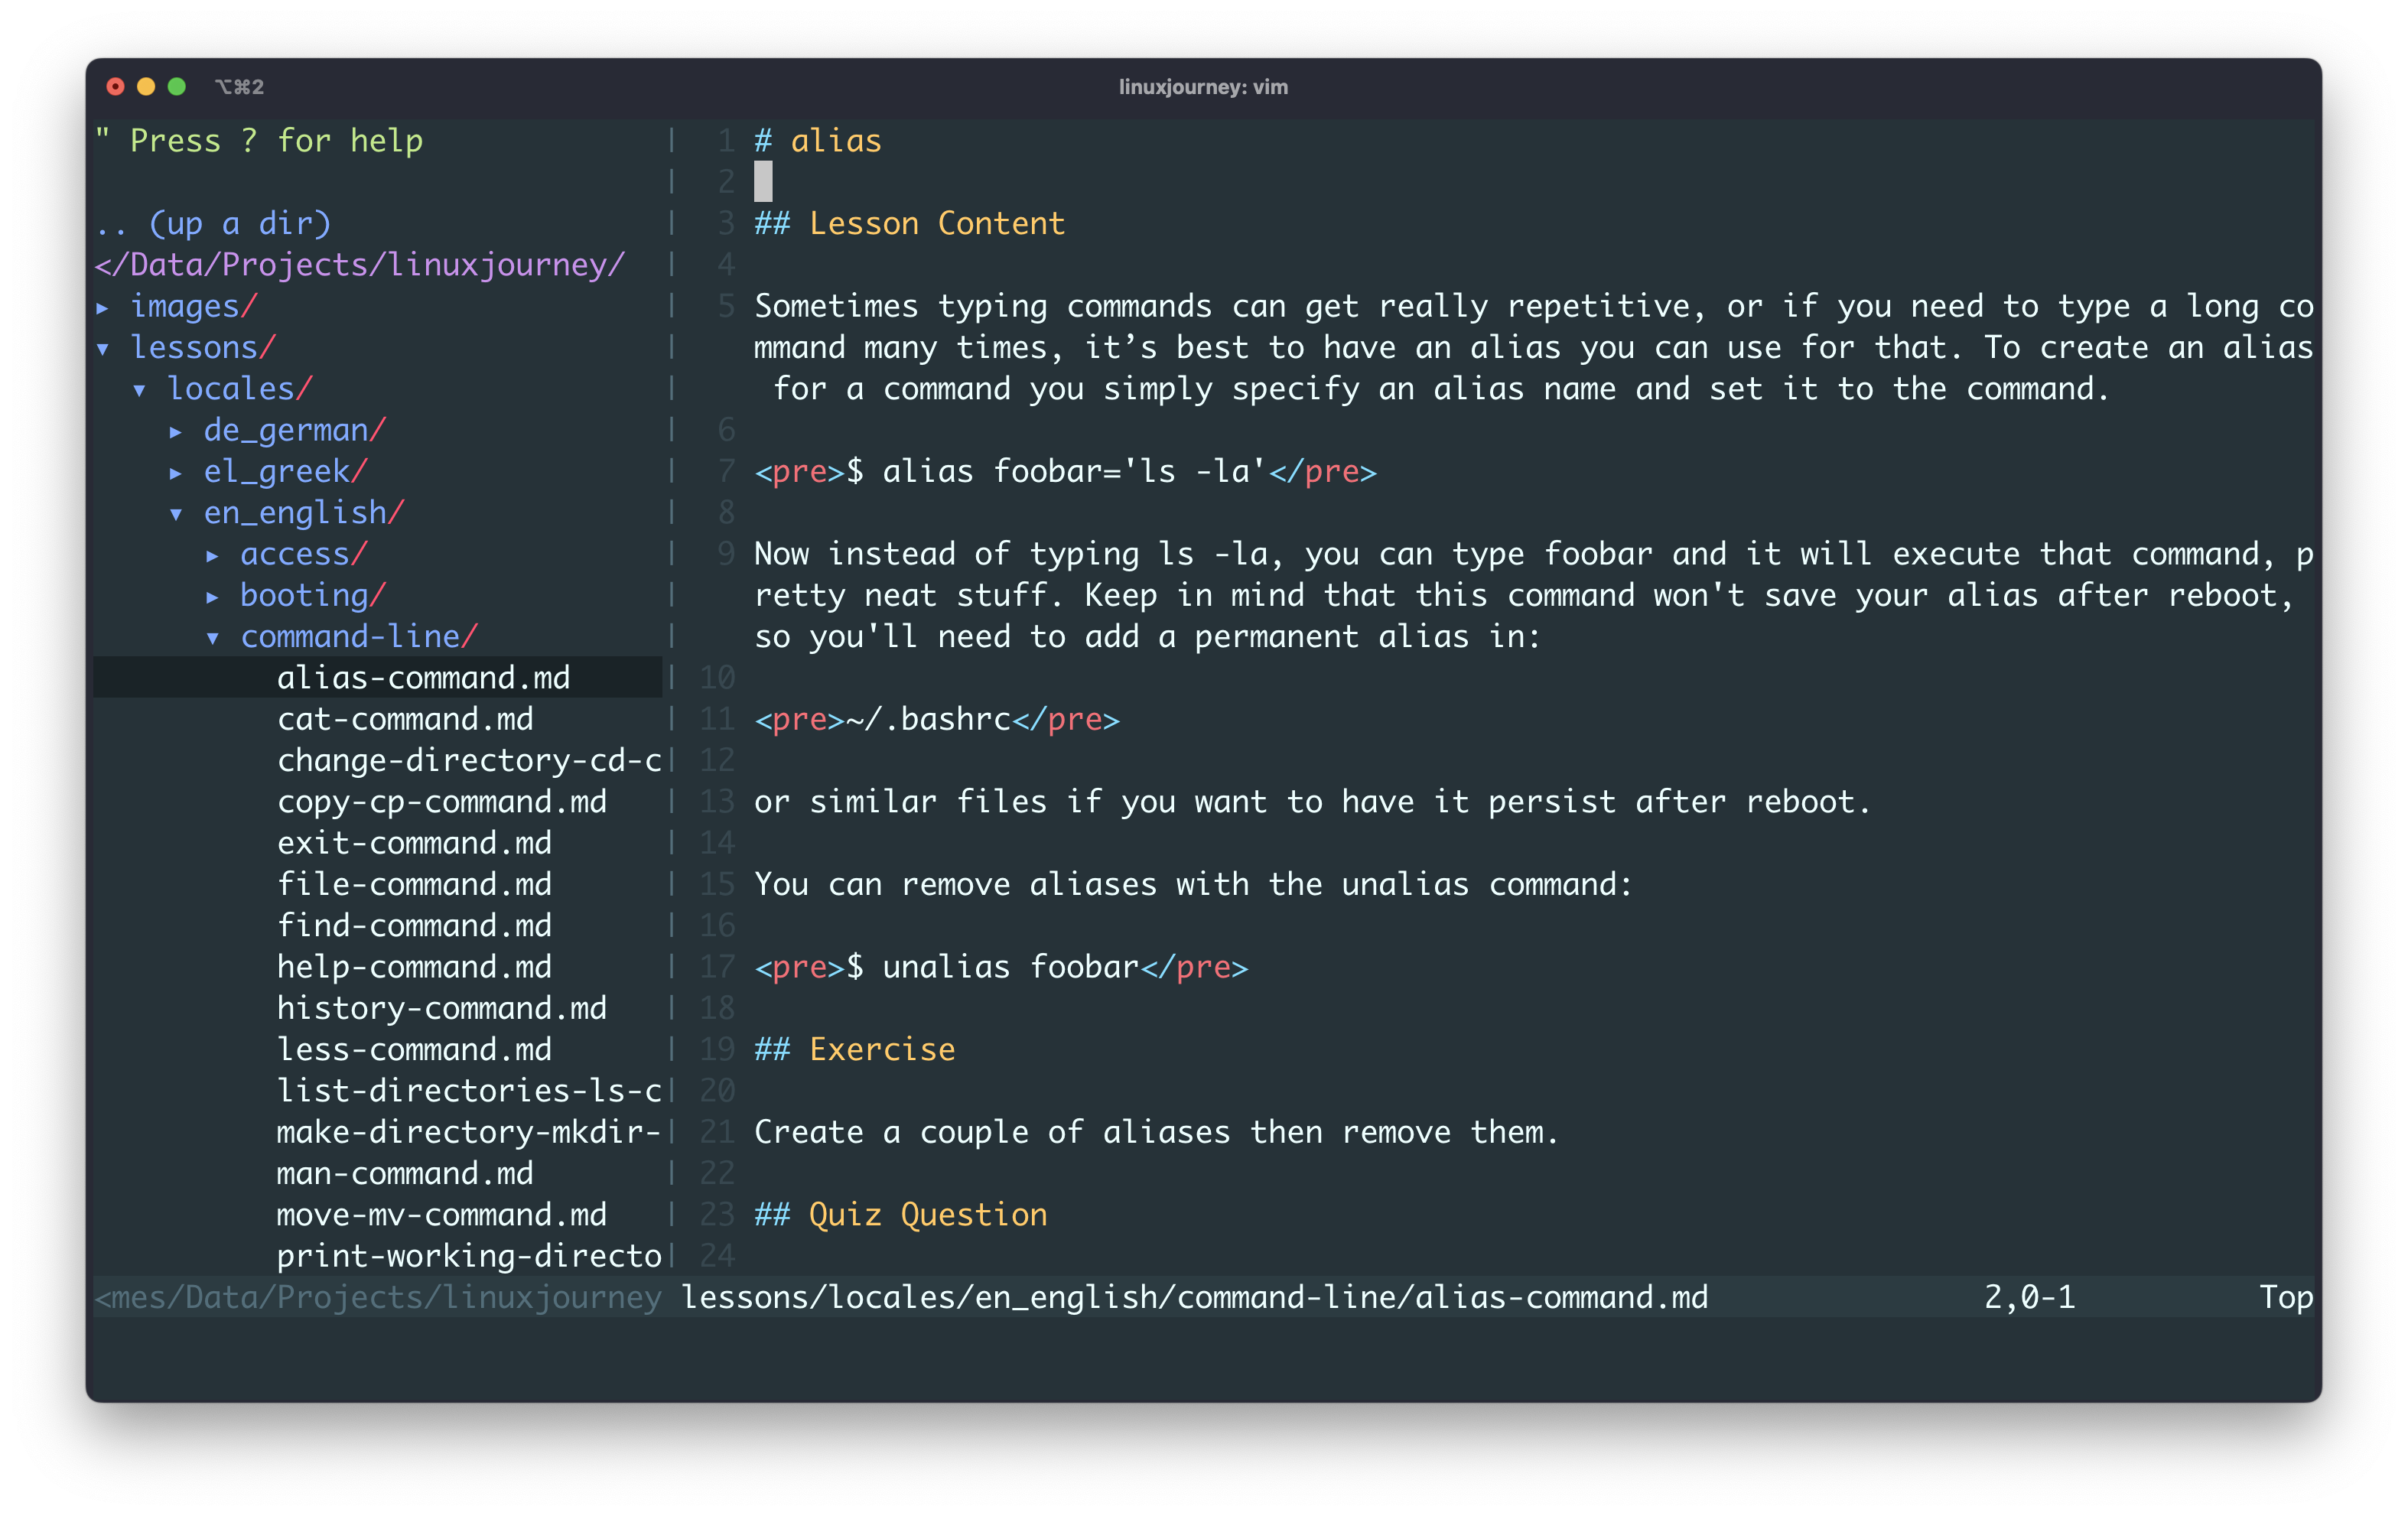 ⌥⌘2
linuxjourney: vim
" Press ? for help
.. (up a dir)
</Data/Projects/linuxjourney/
▸ images/
▾ lessons/
▾ locales/
▸ de_german/
▸ el_greek/
▾ en_english/
▸ access/
▸ booting/
▾ command-line/
alias-command.md
cat-command.md
change-directory-cd-c
copy-cp-command.md
exit-command.md
file-command.md
find-command.md
help-command.md
history-command.md
less-command.md
list-directories-ls-c
make-directory-mkdir-
man-command.md
move-mv-command.md
print-working-directo
<mes/Data/Projects/linuxjourney
1 # alias
2
3 ## Lesson Content
4
5 Sometimes typing commands can get really repetitive, or if you need to type a long co
mmand many times, it’s best to have an alias you can use for that. To create an alias
for a command you simply specify an alias name and set it to the command.
6
7 <pre>$ alias foobar='ls -la'</pre>
8
9 Now instead of typing ls -la, you can type foobar and it will execute that command, p
retty neat stuff. Keep in mind that this command won't save your alias after reboot,
so you'll need to add a permanent alias in:
10
11 <pre>~/.bashrc</pre>
12
13 or similar files if you want to have it persist after reboot.
14
15 You can remove aliases with the unalias command:
16
17 <pre>$ unalias foobar</pre>
18
19 ## Exercise
20
21 Create a couple of aliases then remove them.
22
23 ## Quiz Question
24
lessons/locales/en_english/command-line/alias-command.md 2,0-1 Top